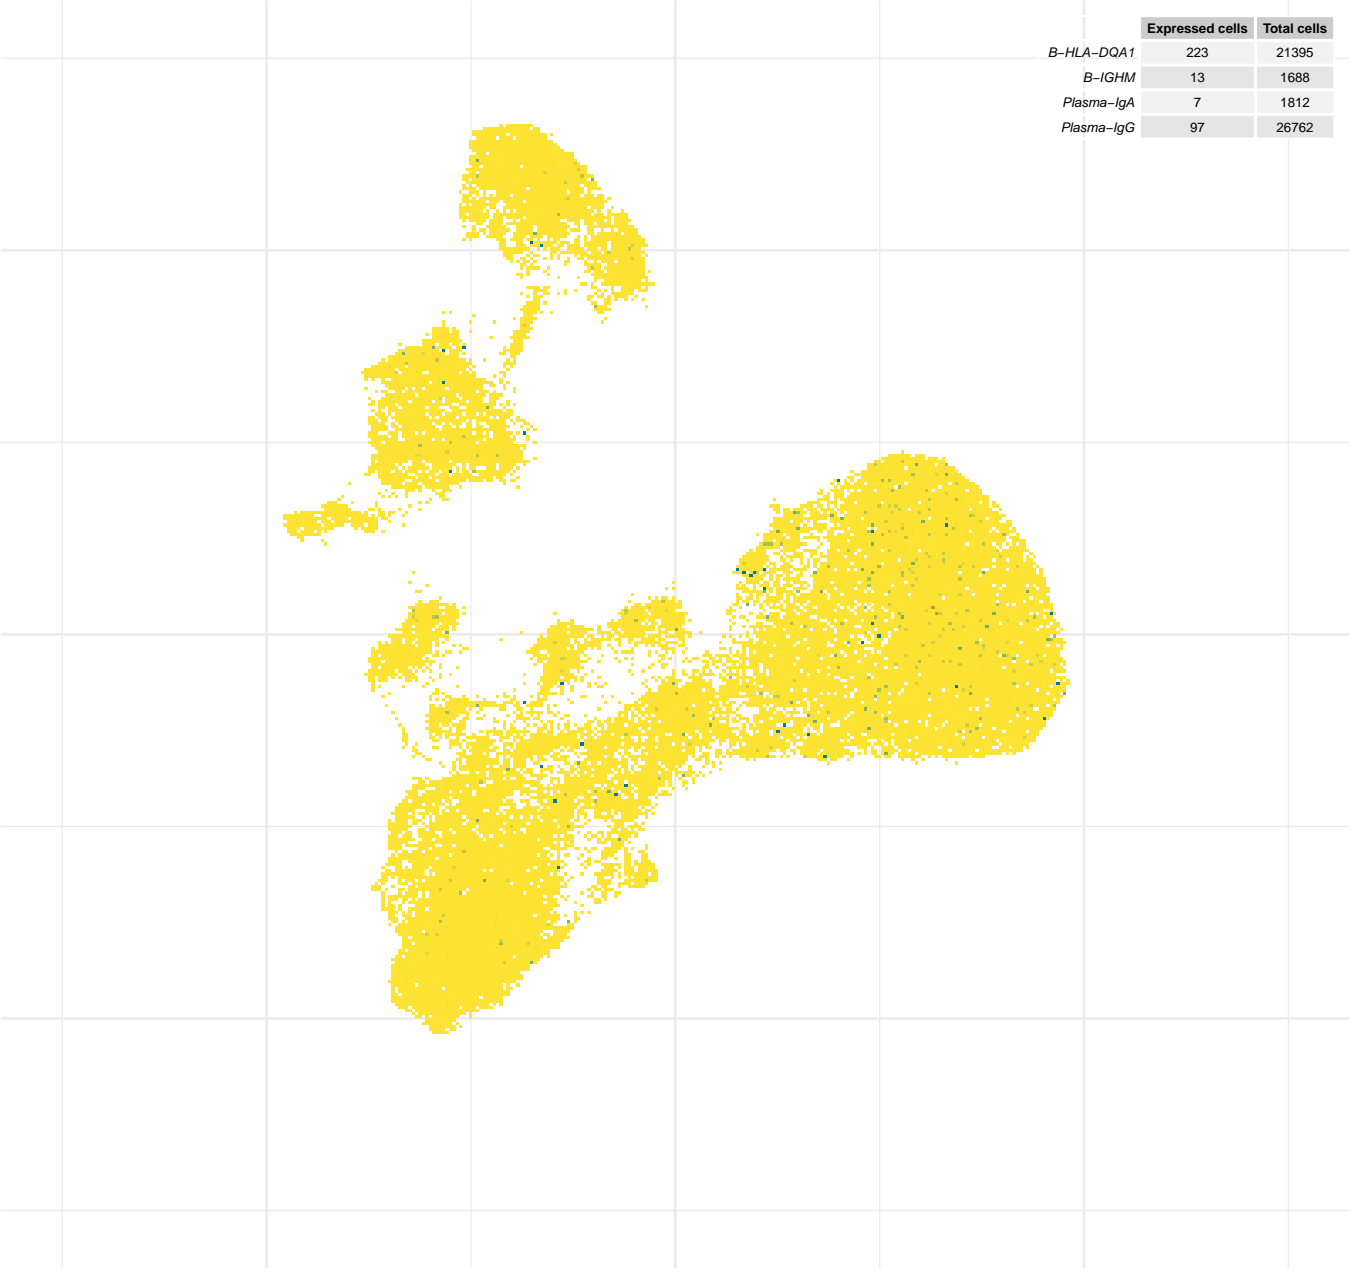 Expressed cells Total cells
B−HLA−DQA1 223 21395
B−IGHM 13 1688
Plasma−IgA 7 1812
Plasma−IgG 97 26762